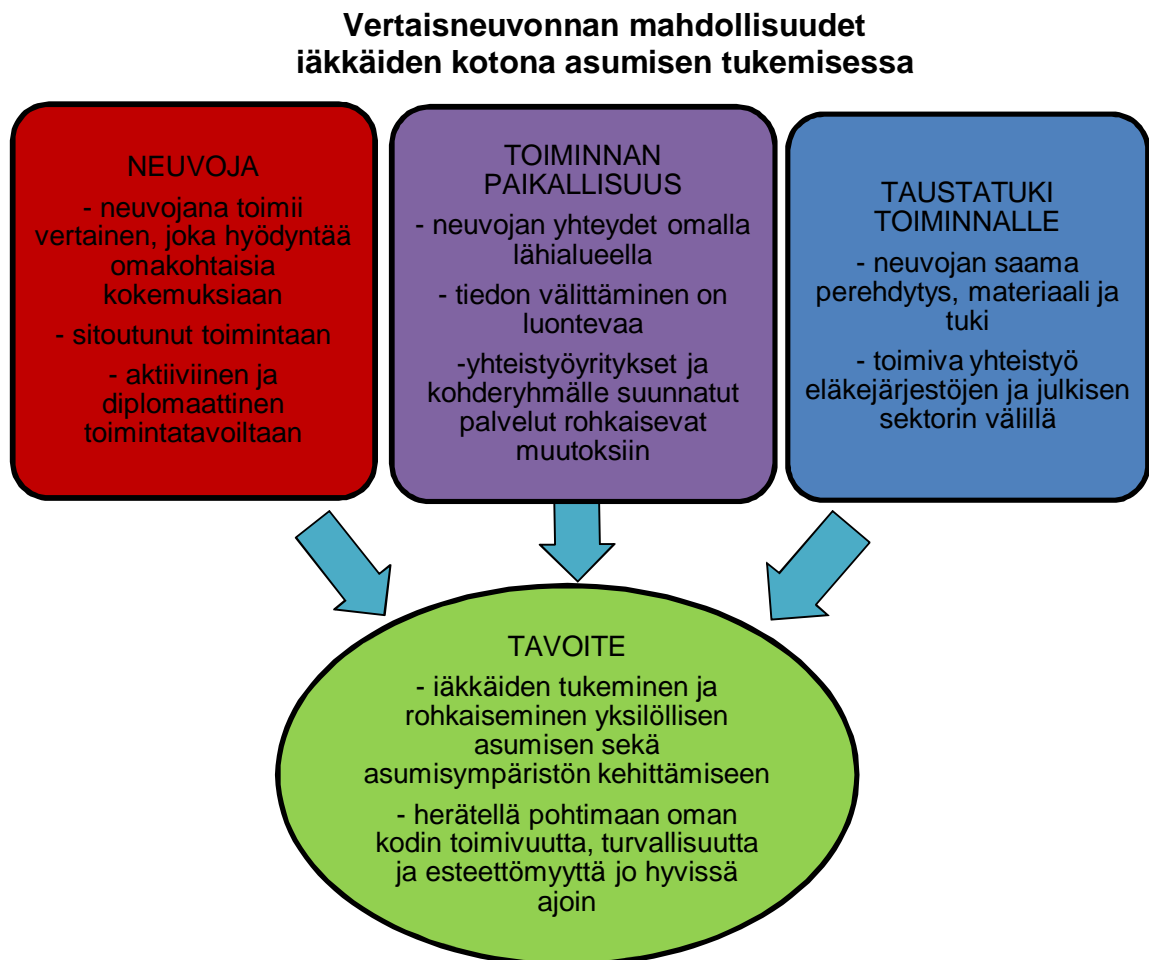 Vertaisneuvonnan mahdollisuudet
iäkkäiden kotona asumisen tukemisessa
NEUVOJA
- neuvojana toimii
vertainen, joka hyödyntää
omakohtaisia
kokemuksiaan
- sitoutunut toimintaan
- aktiiviinen ja
diplomaattinen
toimintatavoiltaan
TOIMINNAN
PAIKALLISUUS
- neuvojan yhteydet omalla
lähialueella
- tiedon välittäminen on
luontevaa
-yhteistyöyritykset ja
kohderyhmälle suunnatut
palvelut rohkaisevat
muutoksiin
TAUSTATUKI
TOIMINNALLE
- neuvojan saama
perehdytys, materiaali ja
tuki
- toimiva yhteistyö
eläkejärjestöjen ja julkisen
sektorin välillä
TAVOITE
- iäkkäiden tukeminen ja
rohkaiseminen yksilöllisen
asumisen sekä
asumisympäristön kehittämiseen
- herätellä pohtimaan oman
kodin toimivuutta, turvallisuutta
ja esteettömyyttä jo hyvissä
ajoin